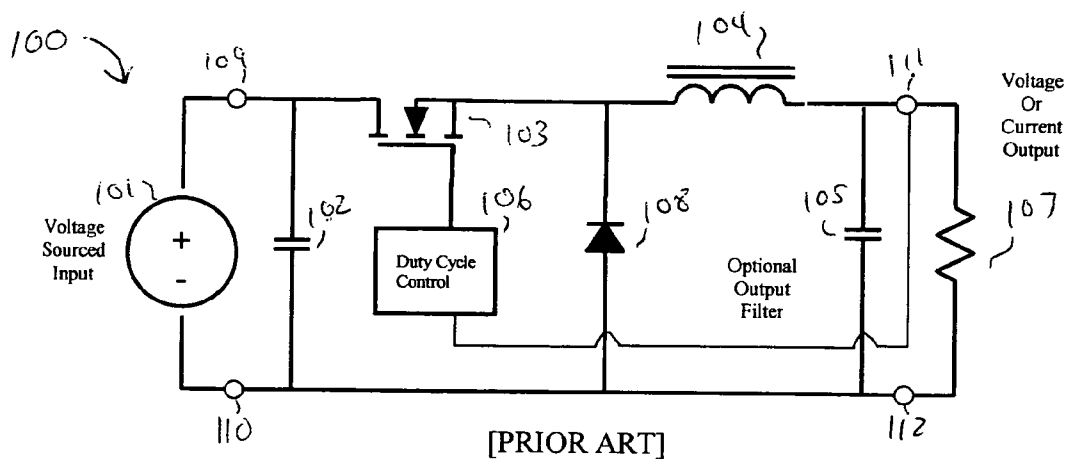 100
109
104
111
Voltage
Or
Current
Output
103
101
102
106
108
105
107
Voltage
Sourced
Input
+
-
Duty Cycle
Control
Optional
Output
Filter
110
112
[PRIOR ART]